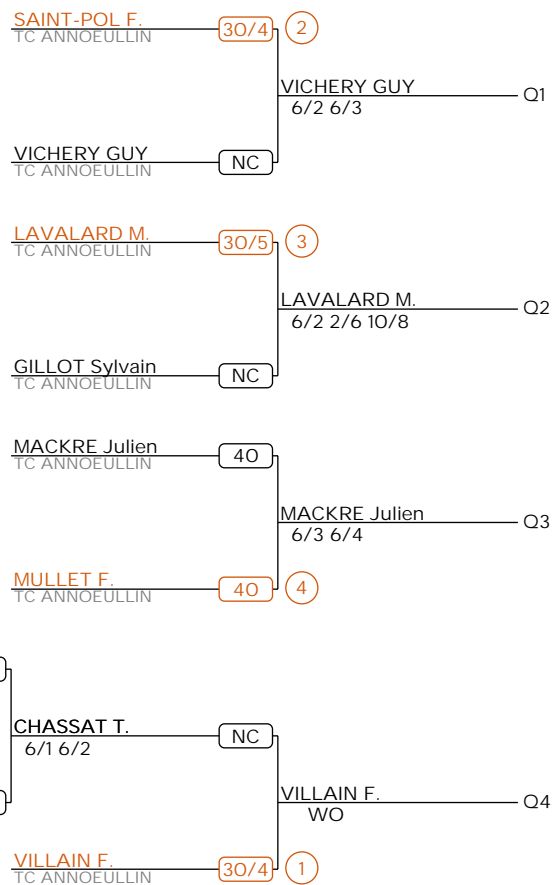 SAINT-POL F. 30/4 2
TC ANNOEULLIN
VICHERY GUY Q1
6/2 6/3
VICHERY GUY NC
TC ANNOEULLIN
LAVALARD M. 30/5 3
TC ANNOEULLIN
LAVALARD M. Q2
6/2 2/6 10/8
GILLOT Sylvain NC
TC ANNOEULLIN
MACKRE Julien 40
TC ANNOEULLIN
MACKRE Julien Q3
6/3 6/4
MULLET F. 40 4
TC ANNOEULLIN
CHASSAT T. NC
6/1 6/2
VILLAIN F. Q4
WO
VILLAIN F. 30/4 1
TC ANNOEULLIN